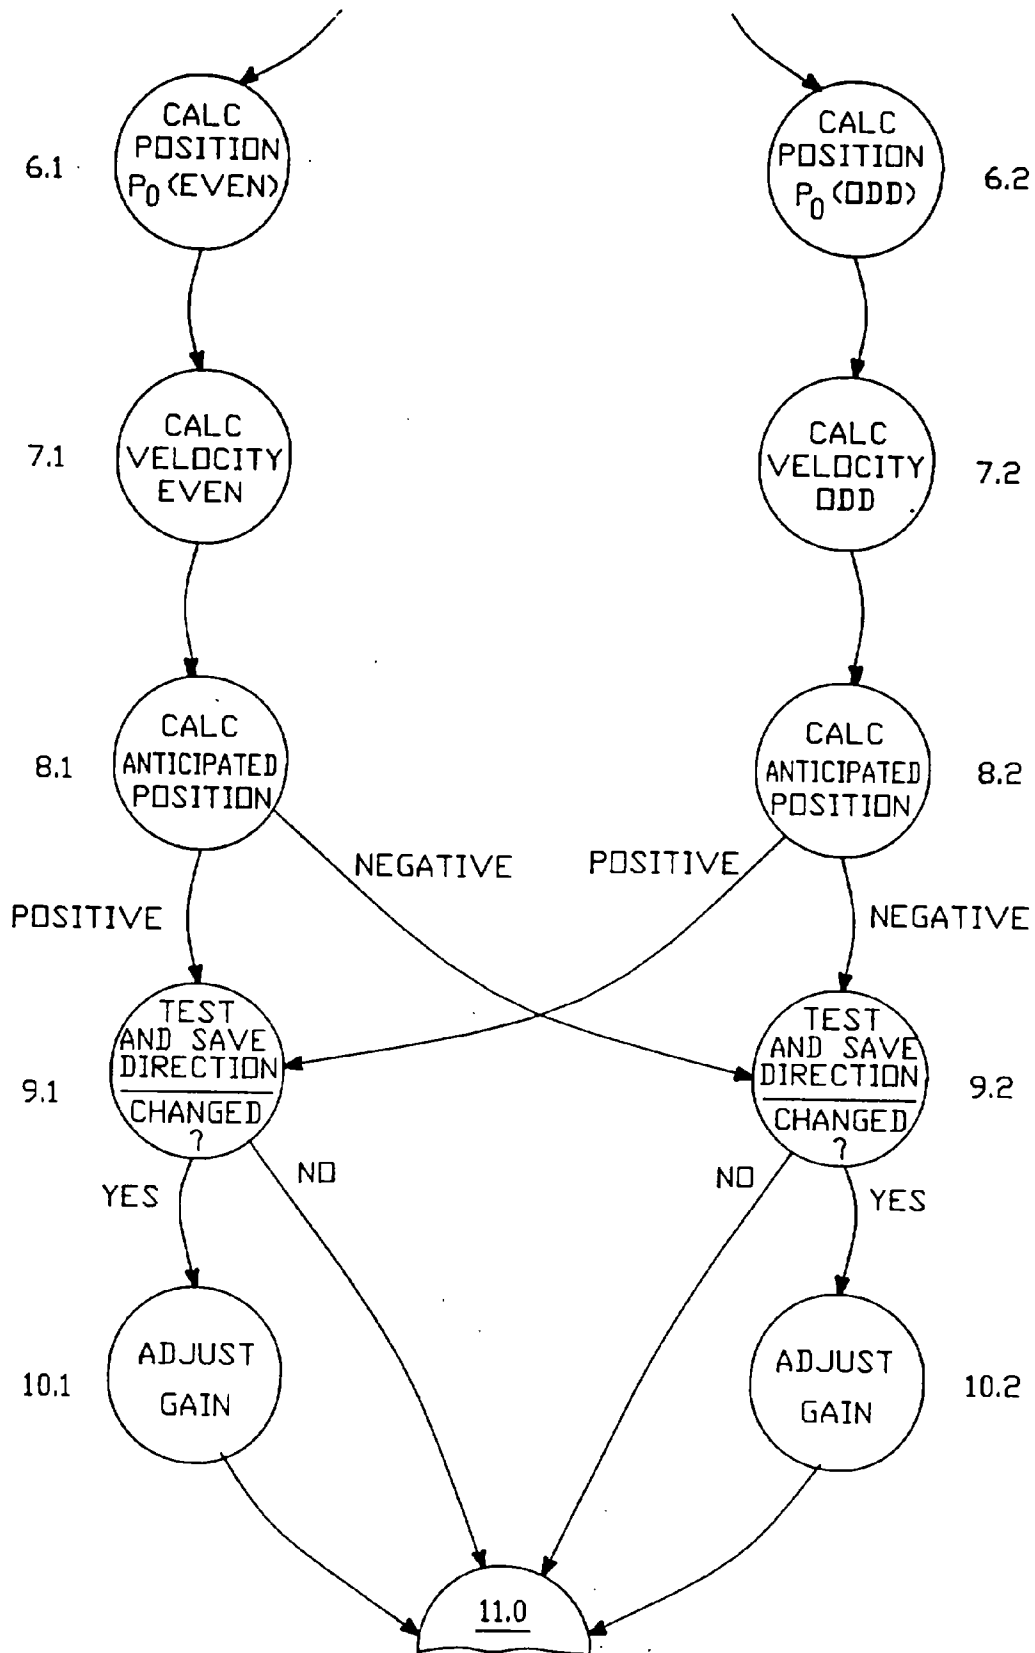 6.1
CALC
POSITION
P0 (EVEN)
CALC
POSITION
P0 (ODD)
6.2
7.1
CALC
VELOCITY
EVEN
CALC
VELOCITY
ODD
7.2
8.1
CALC
ANTICIPATED
POSITION
CALC
ANTICIPATED
POSITION
8.2
NEGATIVE
POSITIVE
POSITIVE
NEGATIVE
9.1
TEST
AND SAVE
DIRECTION
CHANGED
?
TEST
AND SAVE
DIRECTION
CHANGED
?
9.2
YES
NO
NO
YES
10.1
ADJUST
GAIN
ADJUST
GAIN
10.2
11.0